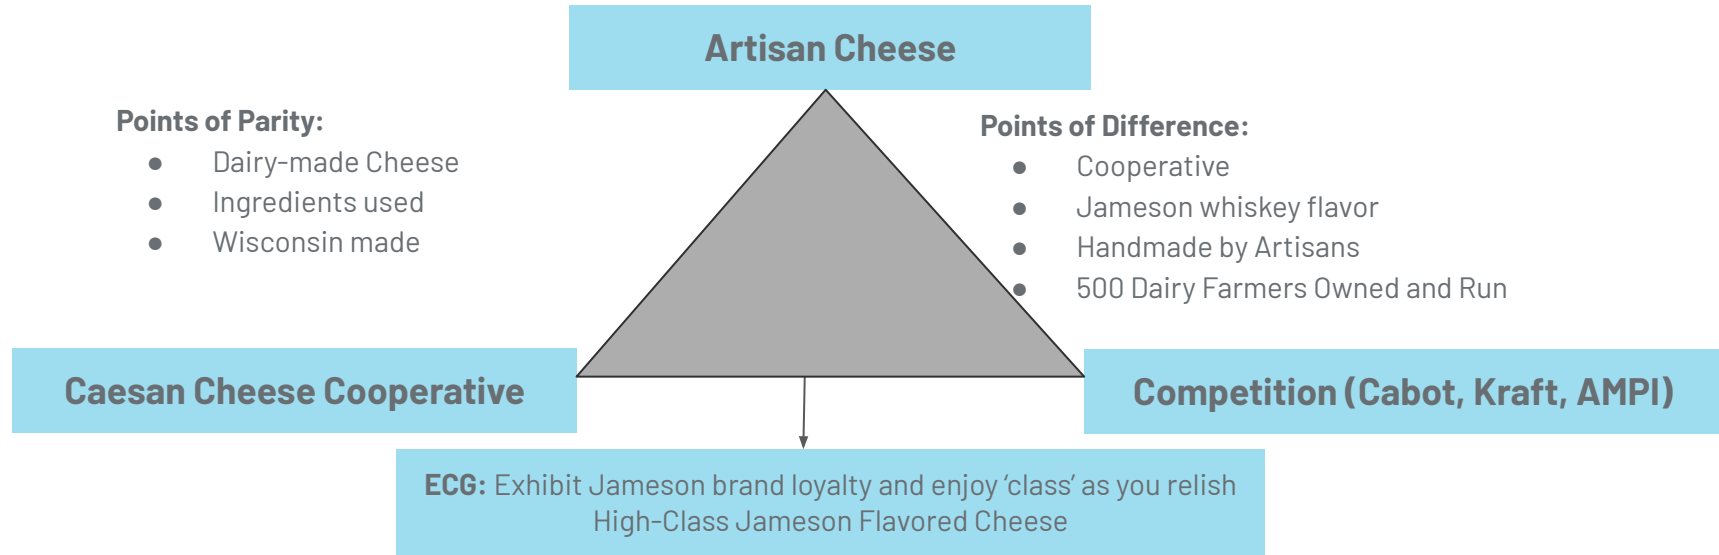 Artisan Cheese
Points of Parity:
● Dairy-made Cheese
● Ingredients used
● Wisconsin made
Points of Difference:
● Cooperative
● Jameson whiskey flavor
● Handmade by Artisans
● 500 Dairy Farmers Owned and Run
Caesan Cheese Cooperative
Competition (Cabot, Kraft, AMPI)
ECG: Exhibit Jameson brand loyalty and enjoy ‘class’ as you relish
High-Class Jameson Flavored Cheese